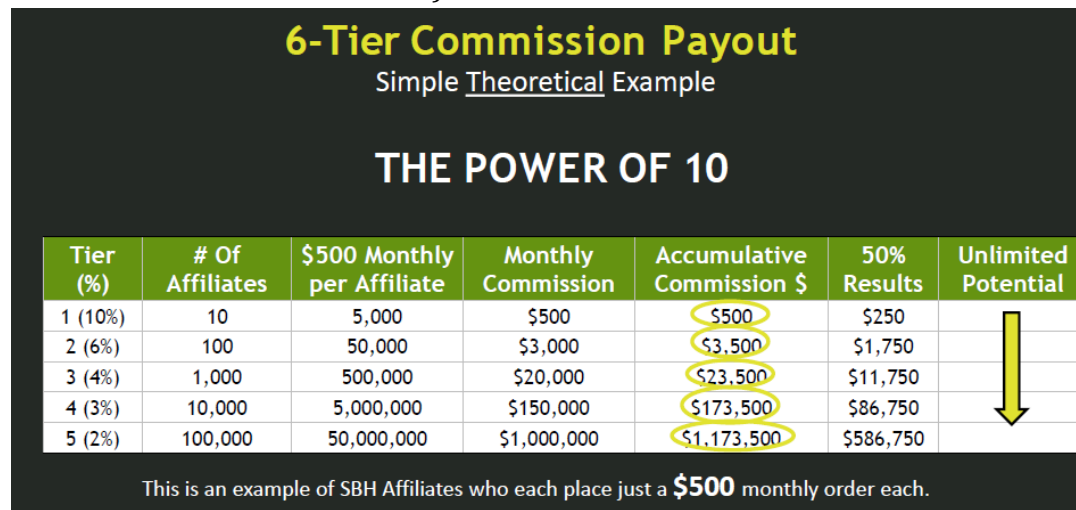 6-Tier Commission Payout
Simple Theoretical Example
THE POWER OF 10
Tier (%) # Of Affiliates $500 Monthly per Affiliate Monthly Commission Accumulative Commission $ 50% Results Unlimited Potential
1 (10%) 10 5,000 $500 $500 $250
2 (6%) 100 50,000 $3,000 $3,500 $1,750
3 (4%) 1,000 500,000 $20,000 $23,500 $11,750
4 (3%) 10,000 5,000,000 $150,000 $173,500 $86,750
5 (2%) 100,000 50,000,000 $1,000,000 $1,173,500 $586,750
This is an example of SBH Affiliates who each place just a $500 monthly order each.